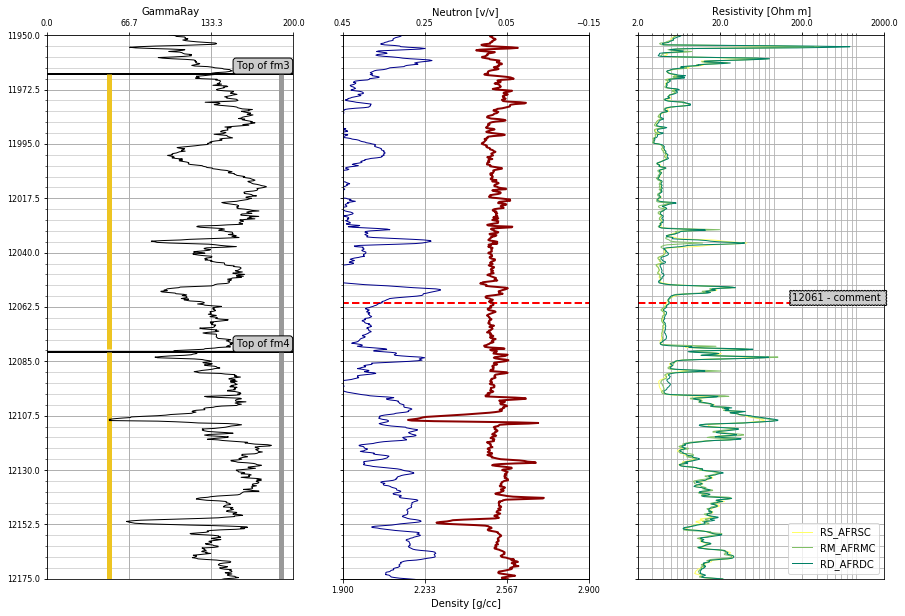 GammaRay
Neutron [v/v]
Resistivity [Ohm m]
0.0 66.7 133.3 200.0
0.45 0.25 0.05 −0.15
2.0 20.0 200.0 2000.0
11950.0
Top of fm3
11972.5
11995.0
12017.5
12040.0
12061 - comment
12062.5
Top of fm4
12085.0
12107.5
12130.0
12152.5
RS_AFRSC
RM_AFRMC
RD_AFRDC
12175.0
1.900 2.233 2.567 2.900
Density [g/cc]